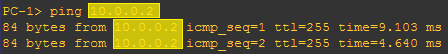 PC-1> ping 10.0.0.2
84 bytes from 10.0.0.2 icmp_seq=1 ttl=255 time=9.103 ms
84 bytes from 10.0.0.2 icmp_seq=2 ttl=255 time=4.640 ms